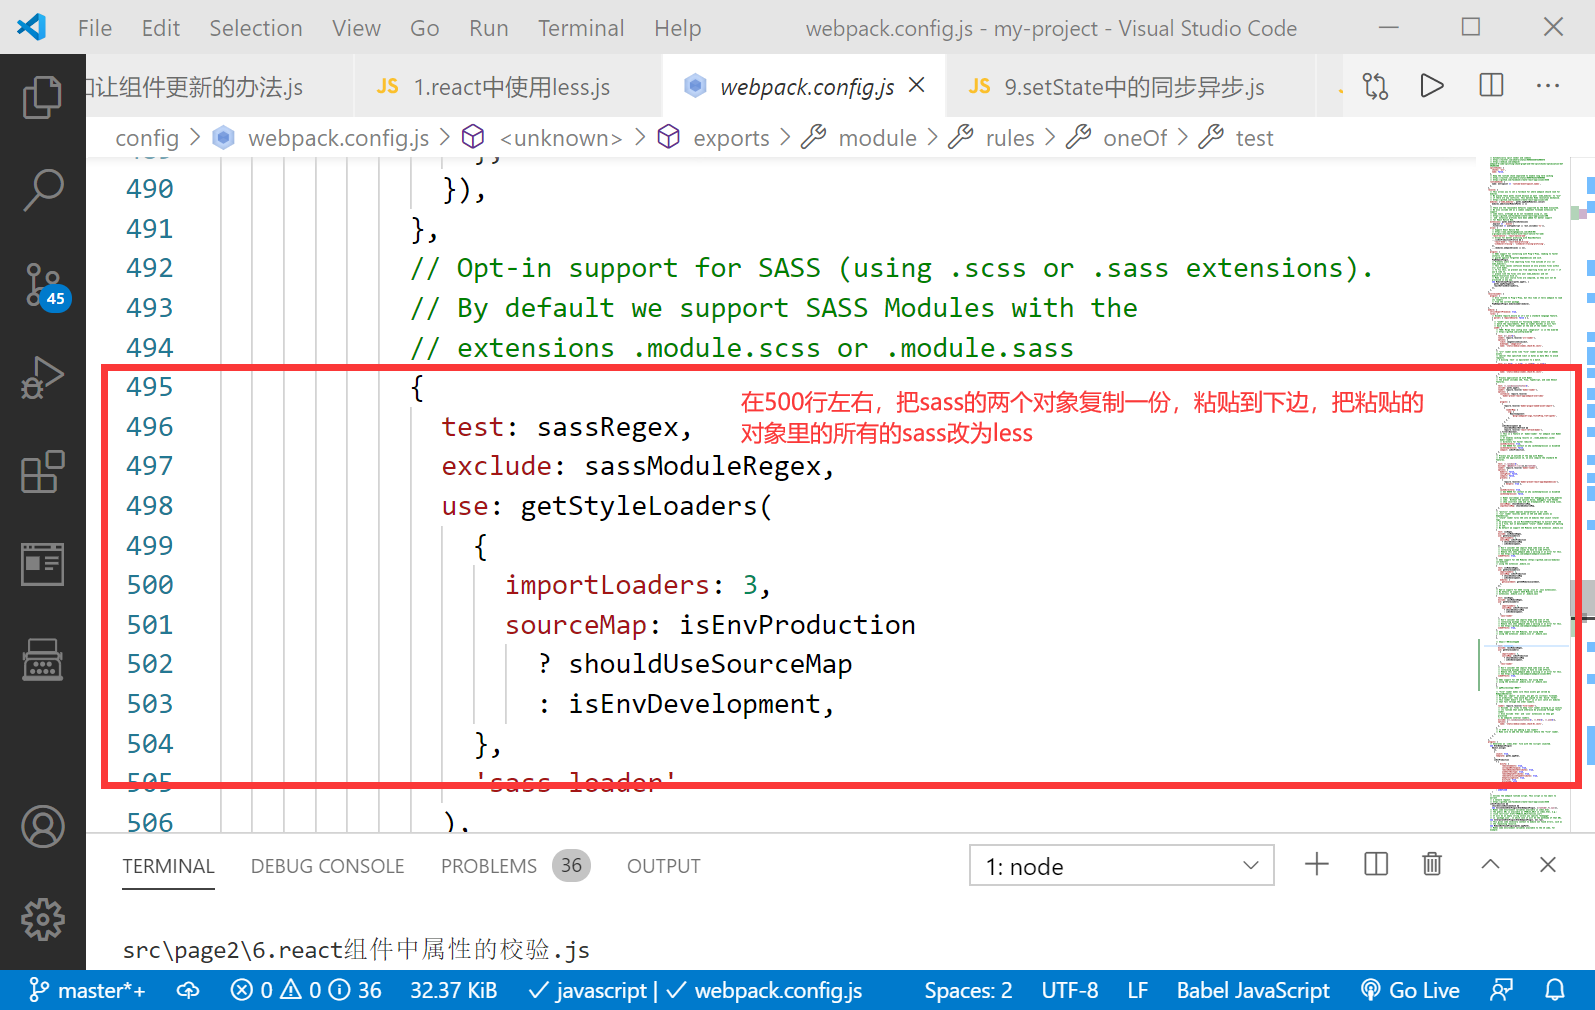 File Edit Selection View Go Run Terminal Help webpack.config.js - my-project - Visual Studio Code
让组件更新的办法.js JS 1.react中使用less.js webpack.config.js JS 9.setState中的同步异步.js
config > webpack.config.js > <unknown> > exports > module > rules > oneOf > test
490 }),
491 },
492 // Opt-in support for SASS (using .scss or .sass extensions).
493 // By default we support SASS Modules with the
494 // extensions .module.scss or .module.sass
495 {
在500行左右，把sass的两个对象复制一份，粘贴到下边，把粘贴的
496 test: sassRegex,
对象里的所有的sass改为less
497 exclude: sassModuleRegex,
498 use: getStyleLoaders(
499 {
500 importLoaders: 3,
501 sourceMap: isEnvProduction
502 ? shouldUseSourceMap
503 : isEnvDevelopment,
504 },
505 'sass-loader'
506 ),
45
TERMINAL DEBUG CONSOLE PROBLEMS 36 OUTPUT 1: node
src\page2\6.react组件中属性的校验.js
master*+ 0 0 36 32.37 KiB javascript | webpack.config.js Spaces: 2 UTF-8 LF Babel JavaScript Go Live